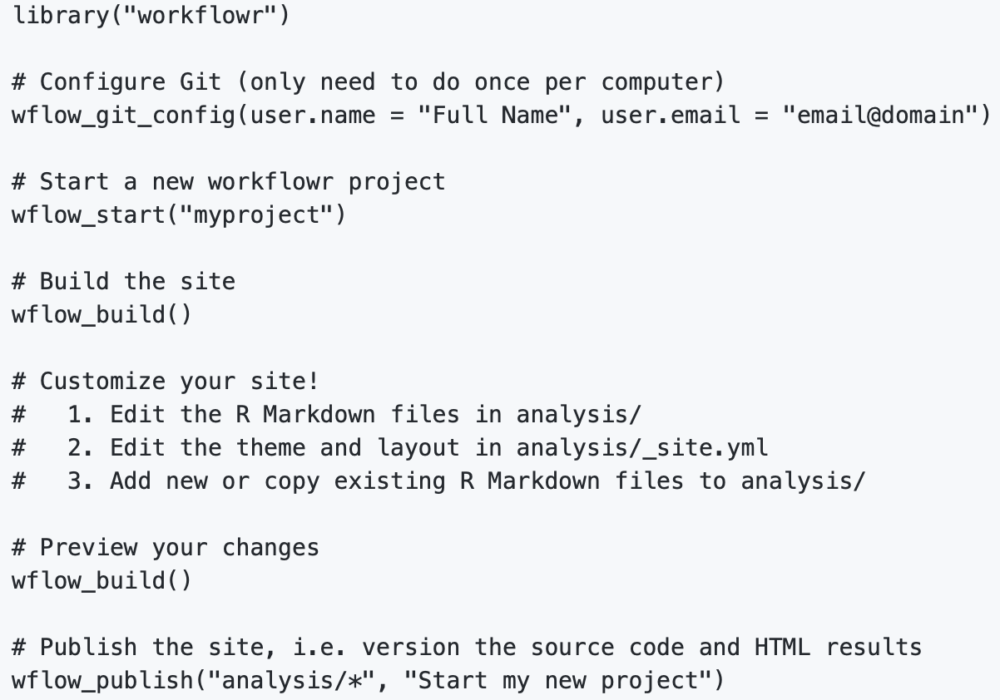 library("workflowr")
# Configure Git (only need to do once per computer)
wflow_git_config(user.name = "Full Name", user.email = "email@domain")
# Start a new workflowr project
wflow_start("myproject")
# Build the site
wflow_build()
# Customize your site!
#   1. Edit the R Markdown files in analysis/
#   2. Edit the theme and layout in analysis/_site.yml
#   3. Add new or copy existing R Markdown files to analysis/
# Preview your changes
wflow_build()
# Publish the site, i.e. version the source code and HTML results
wflow_publish("analysis/*", "Start my new project")